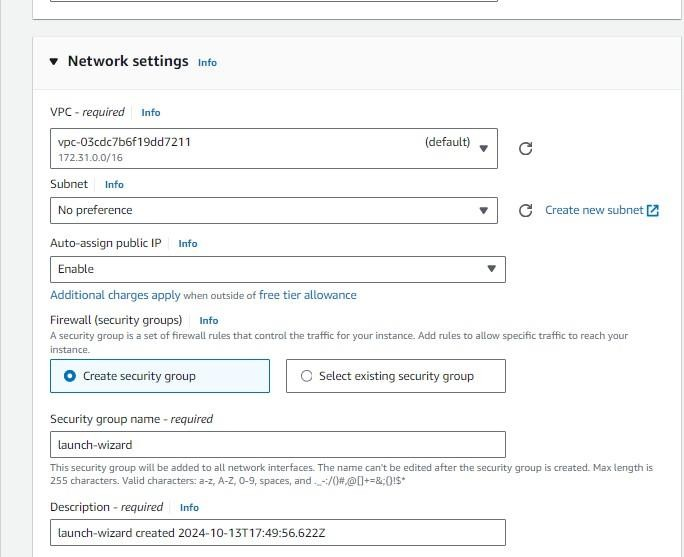 Network settings Info
VPC - required Info
vpc-03cdc7b6f19dd7211 (default)
172.31.0.0/16
Subnet Info
No preference Create new subnet
Auto-assign public IP Info
Enable
Additional charges apply when outside of free tier allowance
Firewall (security groups) Info
A security group is a set of firewall rules that control the traffic for your instance. Add rules to allow specific traffic to reach your
instance.
Create security group Select existing security group
Security group name - required
launch-wizard
This security group will be added to all network interfaces. The name can't be edited after the security group is created. Max length is
255 characters. Valid characters: a-z, A-Z, 0-9, spaces, and ._-:/()#,@[]+=&;{}!$*
Description - required Info
launch-wizard created 2024-10-13T17:49:56.622Z